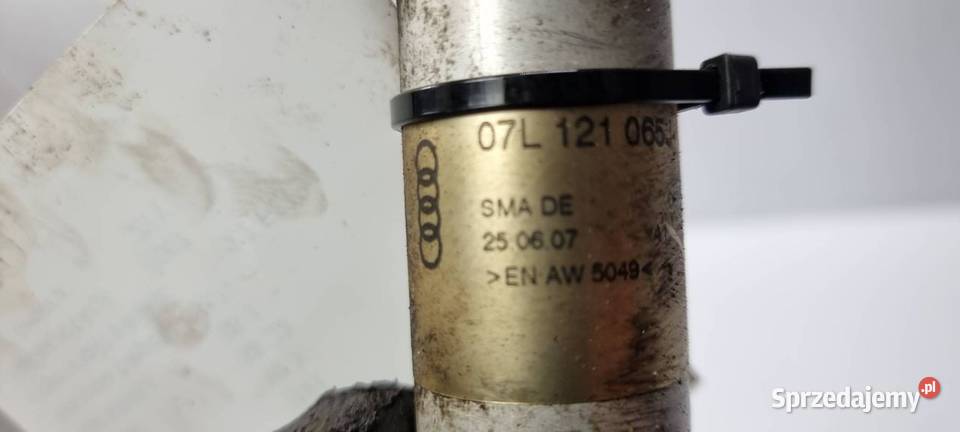 07L 121 065
SMA DE
25.06.07
>EN AW 5049<
Sprzedajemy.pl